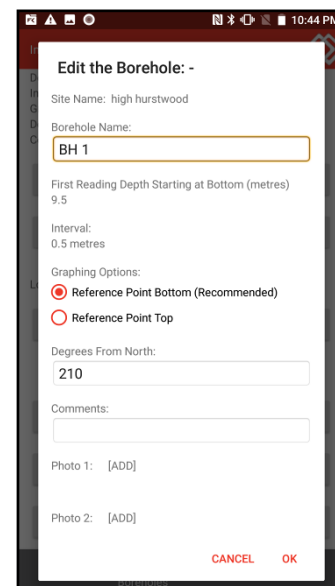 10:44 PM
Edit the Borehole: -
Site Name: high hurstwood
Borehole Name:
BH 1
First Reading Depth Starting at Bottom (metres)
9.5
Interval:
0.5 metres
Graphing Options:
Reference Point Bottom (Recommended)
Reference Point Top
Degrees From North:
210
Comments:
Photo 1: [ADD]
Photo 2: [ADD]
CANCEL OK
Boreholes